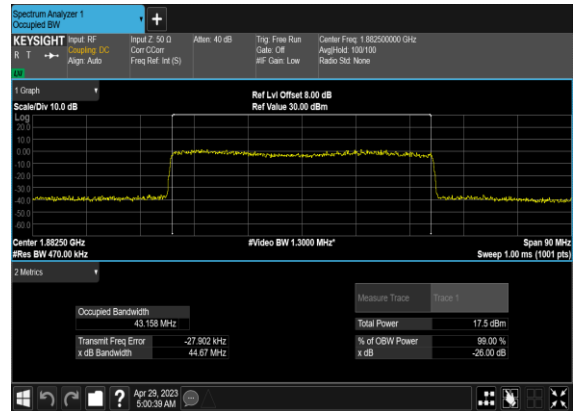 Spectrum Analyzer 1
Occupied BW
+
KEYSIGHT Input: RF Input Z: 50 Ω Atten: 40 dB Trig: Free Run Center Freq: 1.882500000 GHz
R T Coupling: DC Corr CCorr Gate: Off Avg|Hold: 100/100
Align: Auto Freq Ref: Int (S) #IF Gain: Low Radio Std: None
1 Graph
Ref Lvl Offset 8.00 dB
Scale/Div 10.0 dB Ref Value 30.00 dBm
Log
20.0
10.0
0.00
-10.0
-20.0
-30.0
-40.0
-50.0
-60.0
Center 1.88250 GHz #Video BW 1.3000 MHz* Span 90 MHz
#Res BW 470.00 kHz Sweep 1.00 ms (1001 pts)
2 Metrics
Measure Trace Trace 1
Occupied Bandwidth
43.158 MHz
Total Power 17.5 dBm
Transmit Freq Error -27.902 kHz % of OBW Power 99.00 %
x dB Bandwidth 44.67 MHz x dB -26.00 dB
? Apr 29, 2023
5:00:39 AM